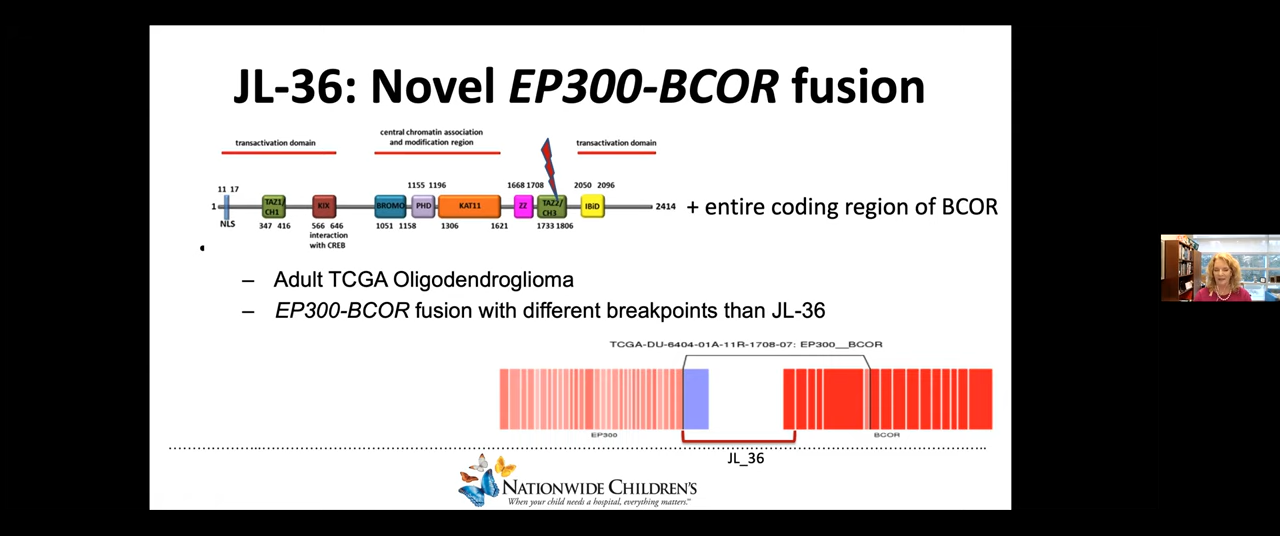 JL-36: Novel EP300-BCOR fusion
transactivation domain
central chromatin association
and modification region
transactivation domain
11 17
1155 1196
1668 1708
2050 2096
1
TAZ1/
CH1
KIX
BROMO
PHD
KAT11
ZZ
TAZ2/
CH3
IBiD
2414
+ entire coding region of BCOR
NLS
347 416
566 646
1051 1158
1306
1621
1733 1806
interaction
with CREB
– Adult TCGA Oligodendroglioma
– EP300-BCOR fusion with different breakpoints than JL-36
TCGA-DU-6404-01A-11R-1708-07: EP300__BCOR
EP300
BCOR
JL_36
NATIONWIDE CHILDREN'S
When your child needs a hospital, everything matters.™